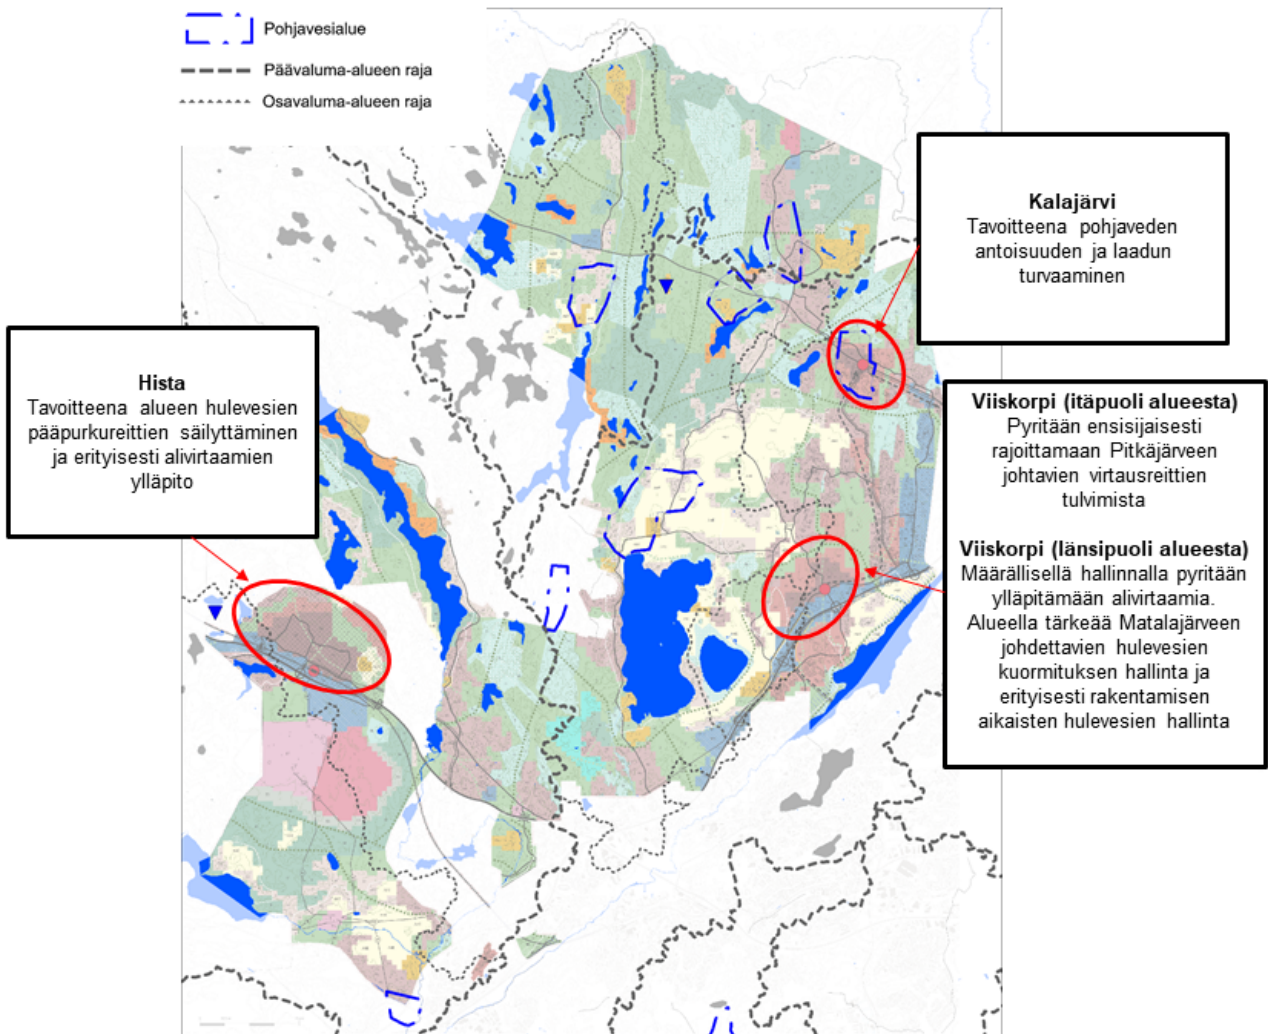 Pohjavesialue
Päävaluma-alueen raja
Osavaluma-alueen raja
Kalajärvi
Tavoitteena pohjaveden
antoisuuden ja laadun
turvaaminen
Hista
Tavoitteena alueen hulevesien
pääpurkureittien säilyttäminen
ja erityisesti alivirtaamien
ylläpito
Viiskorpi (itäpuoli alueesta)
Pyritään ensisijaisesti
rajoittamaan Pitkäjärveen
johtavien virtausreittien
tulvimista
Viiskorpi (länsipuoli alueesta)
Määrällisellä hallinnalla pyritään
ylläpitämään alivirtaamia.
Alueella tärkeää Matalajärveen
johdettavien hulevesien
kuormituksen hallinta ja
erityisesti rakentamisen
aikaisten hulevesien hallinta